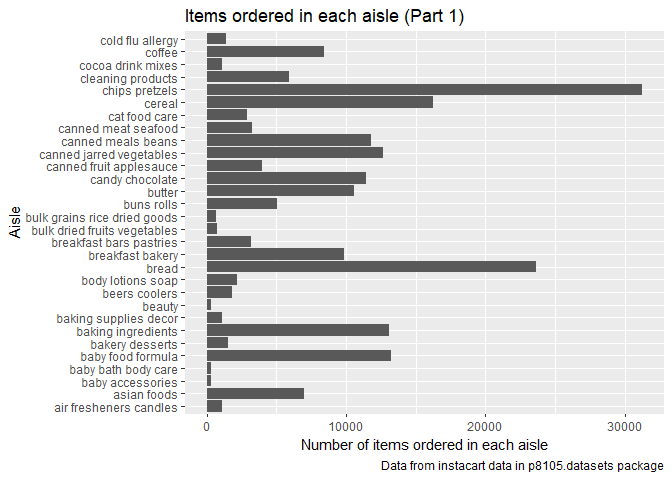 Items ordered in each aisle (Part 1)
cold flu allergy
coffee
cocoa drink mixes
cleaning products
chips pretzels
cereal
cat food care
canned meat seafood
canned meals beans
canned jarred vegetables
canned fruit applesauce
candy chocolate
butter
buns rolls
bulk grains rice dried goods
bulk dried fruits vegetables
breakfast bars pastries
breakfast bakery
bread
body lotions soap
beers coolers
beauty
baking supplies decor
baking ingredients
bakery desserts
baby food formula
baby bath body care
baby accessories
asian foods
air fresheners candles
Aisle
0 10000 20000 30000
Number of items ordered in each aisle
Data from instacart data in p8105.datasets package